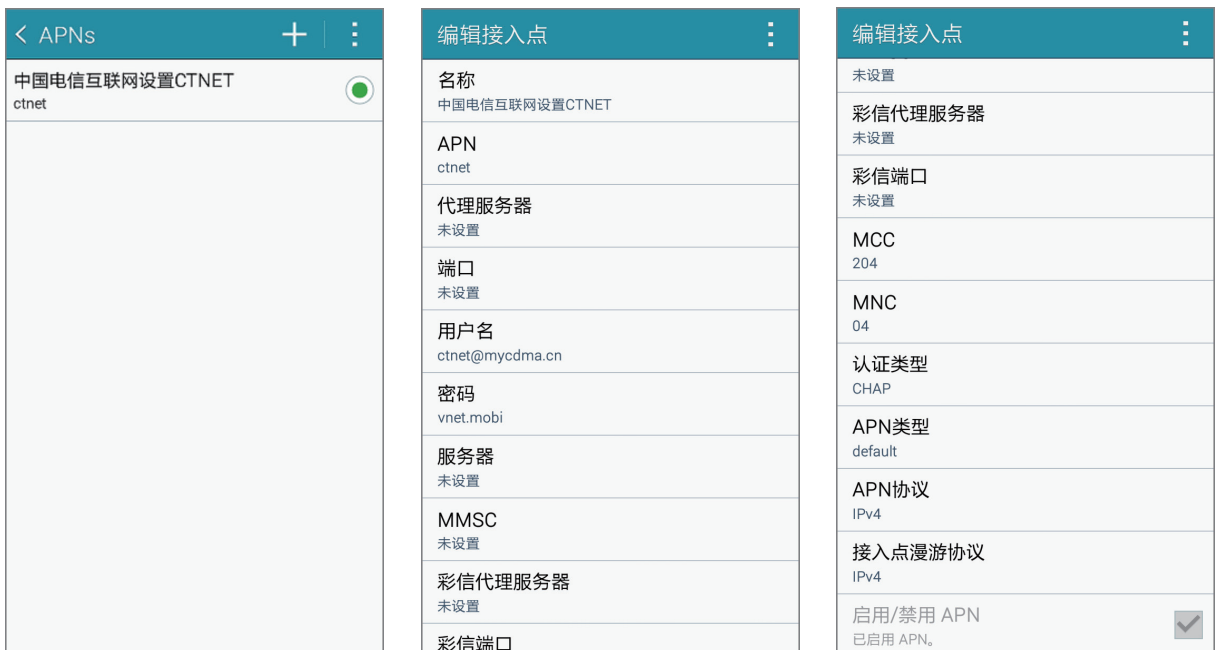 APNs
中国电信互联网设置CTNET
ctnet
编辑接入点
名称
中国电信互联网设置CTNET
APN
ctnet
代理服务器
未设置
端口
未设置
用户名
ctnet@mycdma.cn
密码
vnet.mobi
服务器
未设置
MMSC
未设置
彩信代理服务器
未设置
彩信端口
编辑接入点
未设置
彩信代理服务器
未设置
彩信端口
未设置
MCC
204
MNC
04
认证类型
CHAP
APN类型
default
APN协议
IPv4
接入点漫游协议
IPv4
启用/禁用 APN
已启用 APN。